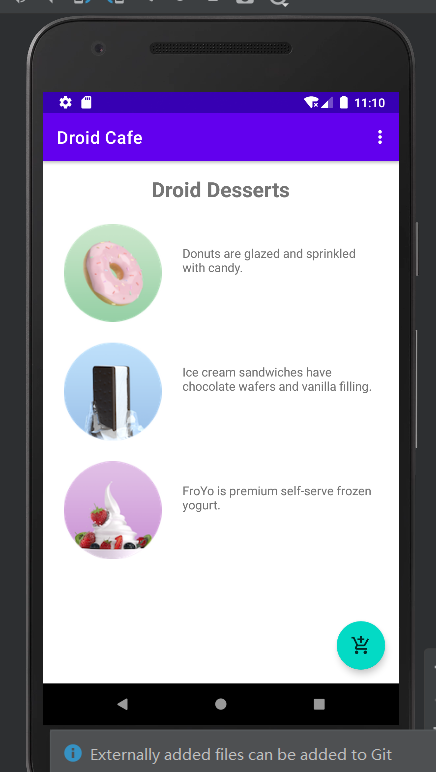 11:10
Droid Cafe
Droid Desserts
Donuts are glazed and sprinkled
with candy.
Ice cream sandwiches have
chocolate wafers and vanilla filling.
FroYo is premium self-serve frozen
yogurt.
Externally added files can be added to Git